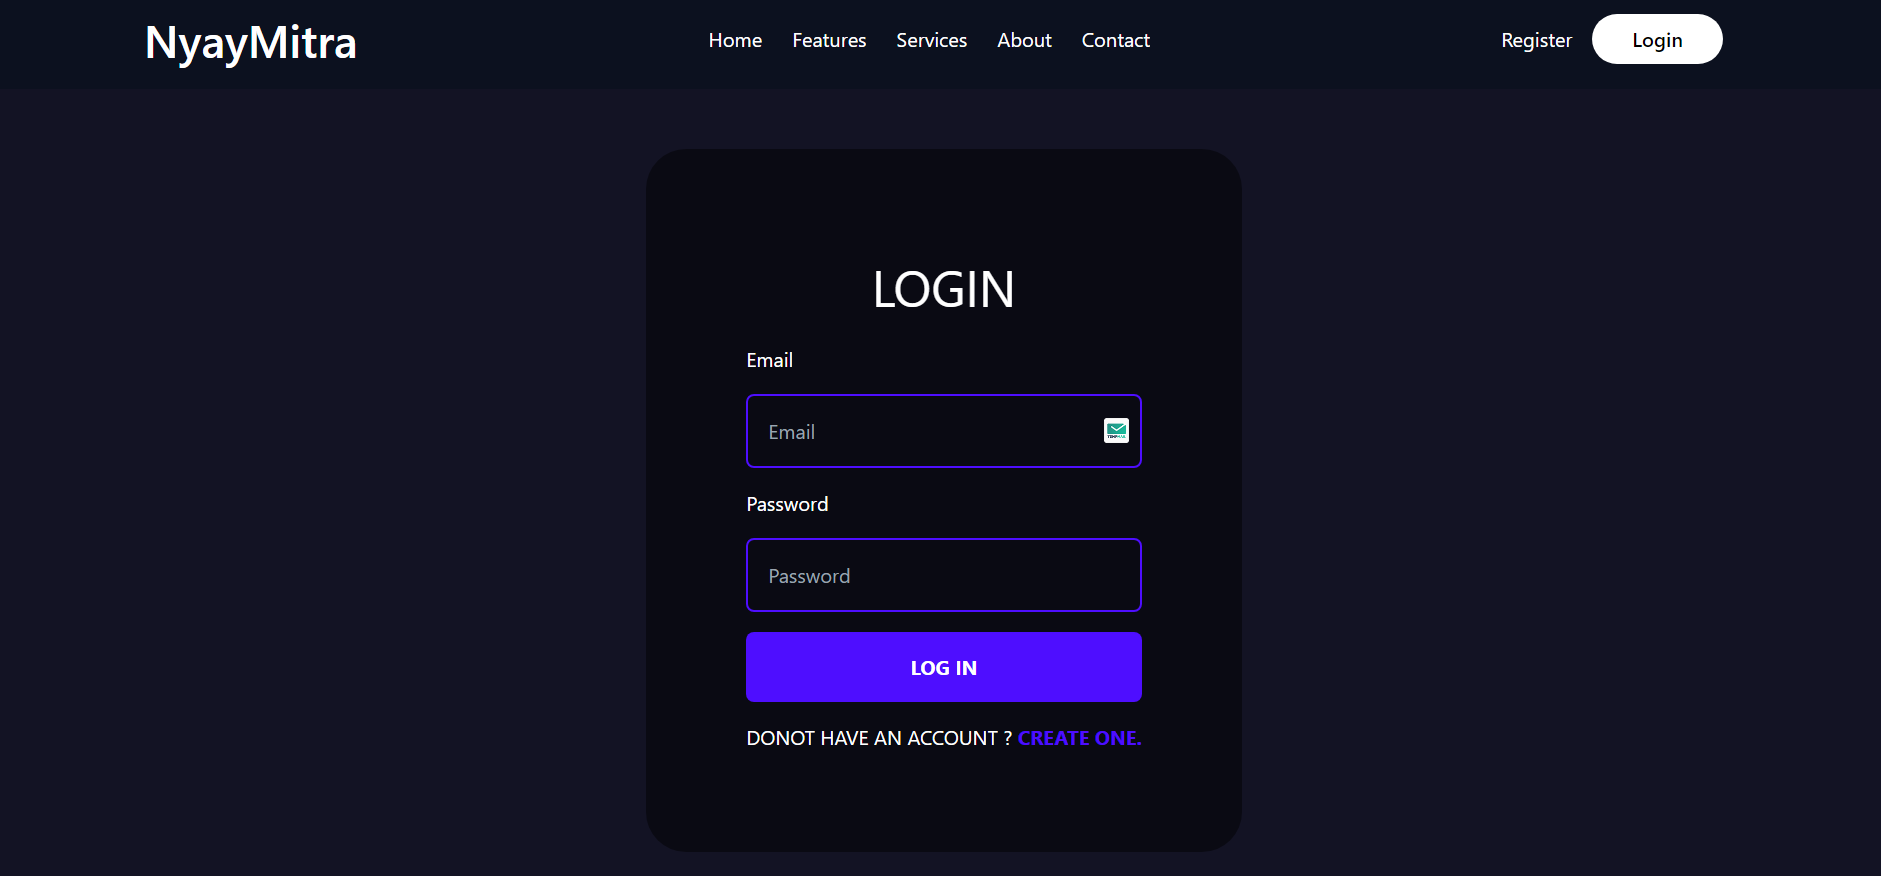 NyayMitra
Home Features Services About Contact
Register Login
LOGIN
Email
Email
Password
Password
LOG IN
DONOT HAVE AN ACCOUNT ? CREATE ONE.